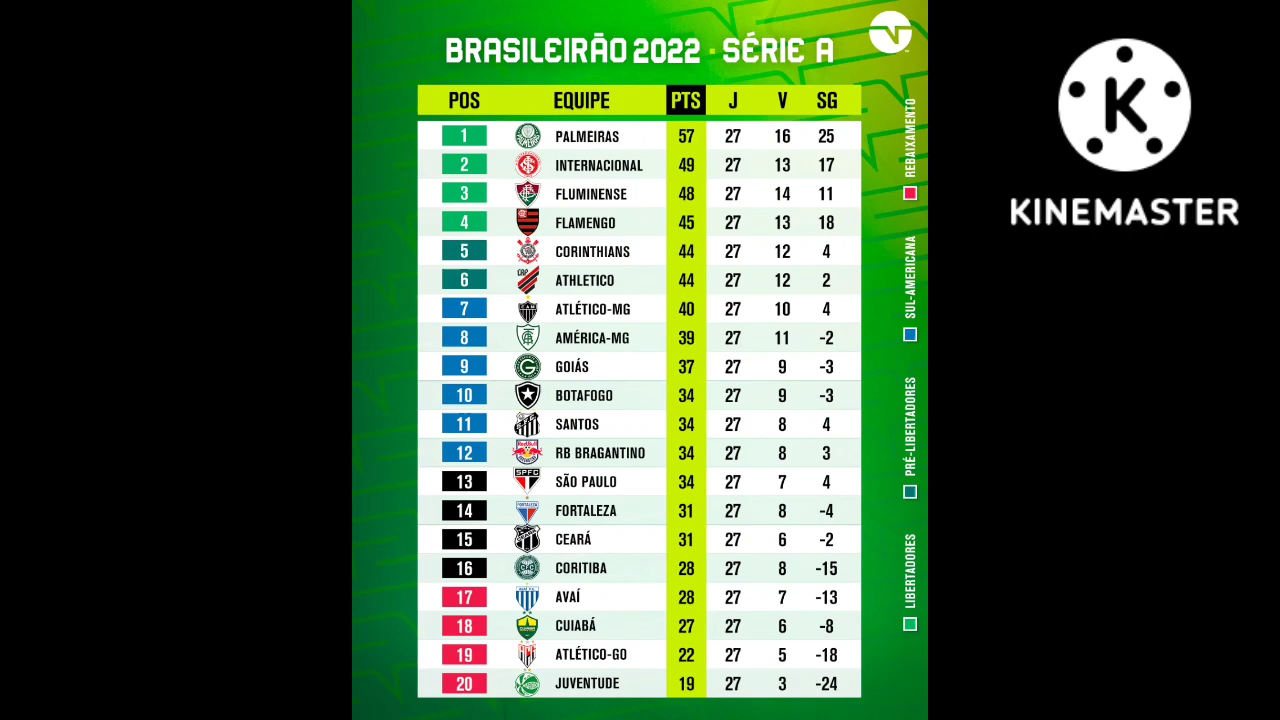 BRASILEIRÃO 2022 · SÉRIE A
POS EQUIPE PTS J V SG
1 PALMEIRAS 57 27 16 25
2 INTERNACIONAL 49 27 13 17
3 FLUMINENSE 48 27 14 11
4 FLAMENGO 45 27 13 18
5 CORINTHIANS 44 27 12 4
6 ATHLETICO 44 27 12 2
7 ATLÉTICO-MG 40 27 10 4
8 AMÉRICA-MG 39 27 11 -2
9 GOIÁS 37 27 9 -3
10 BOTAFOGO 34 27 9 -3
11 SANTOS 34 27 8 4
12 RB BRAGANTINO 34 27 8 3
13 SÃO PAULO 34 27 7 4
14 FORTALEZA 31 27 8 -4
15 CEARÁ 31 27 6 -2
16 CORITIBA 28 27 8 -15
17 AVAÍ 28 27 7 -13
18 CUIABÁ 27 27 6 -8
19 ATLÉTICO-GO 22 27 5 -18
20 JUVENTUDE 19 27 3 -24
REBAIXAMENTO
SUL-AMERICANA
PRÉ-LIBERTADORES
LIBERTADORES
K
KINEMASTER